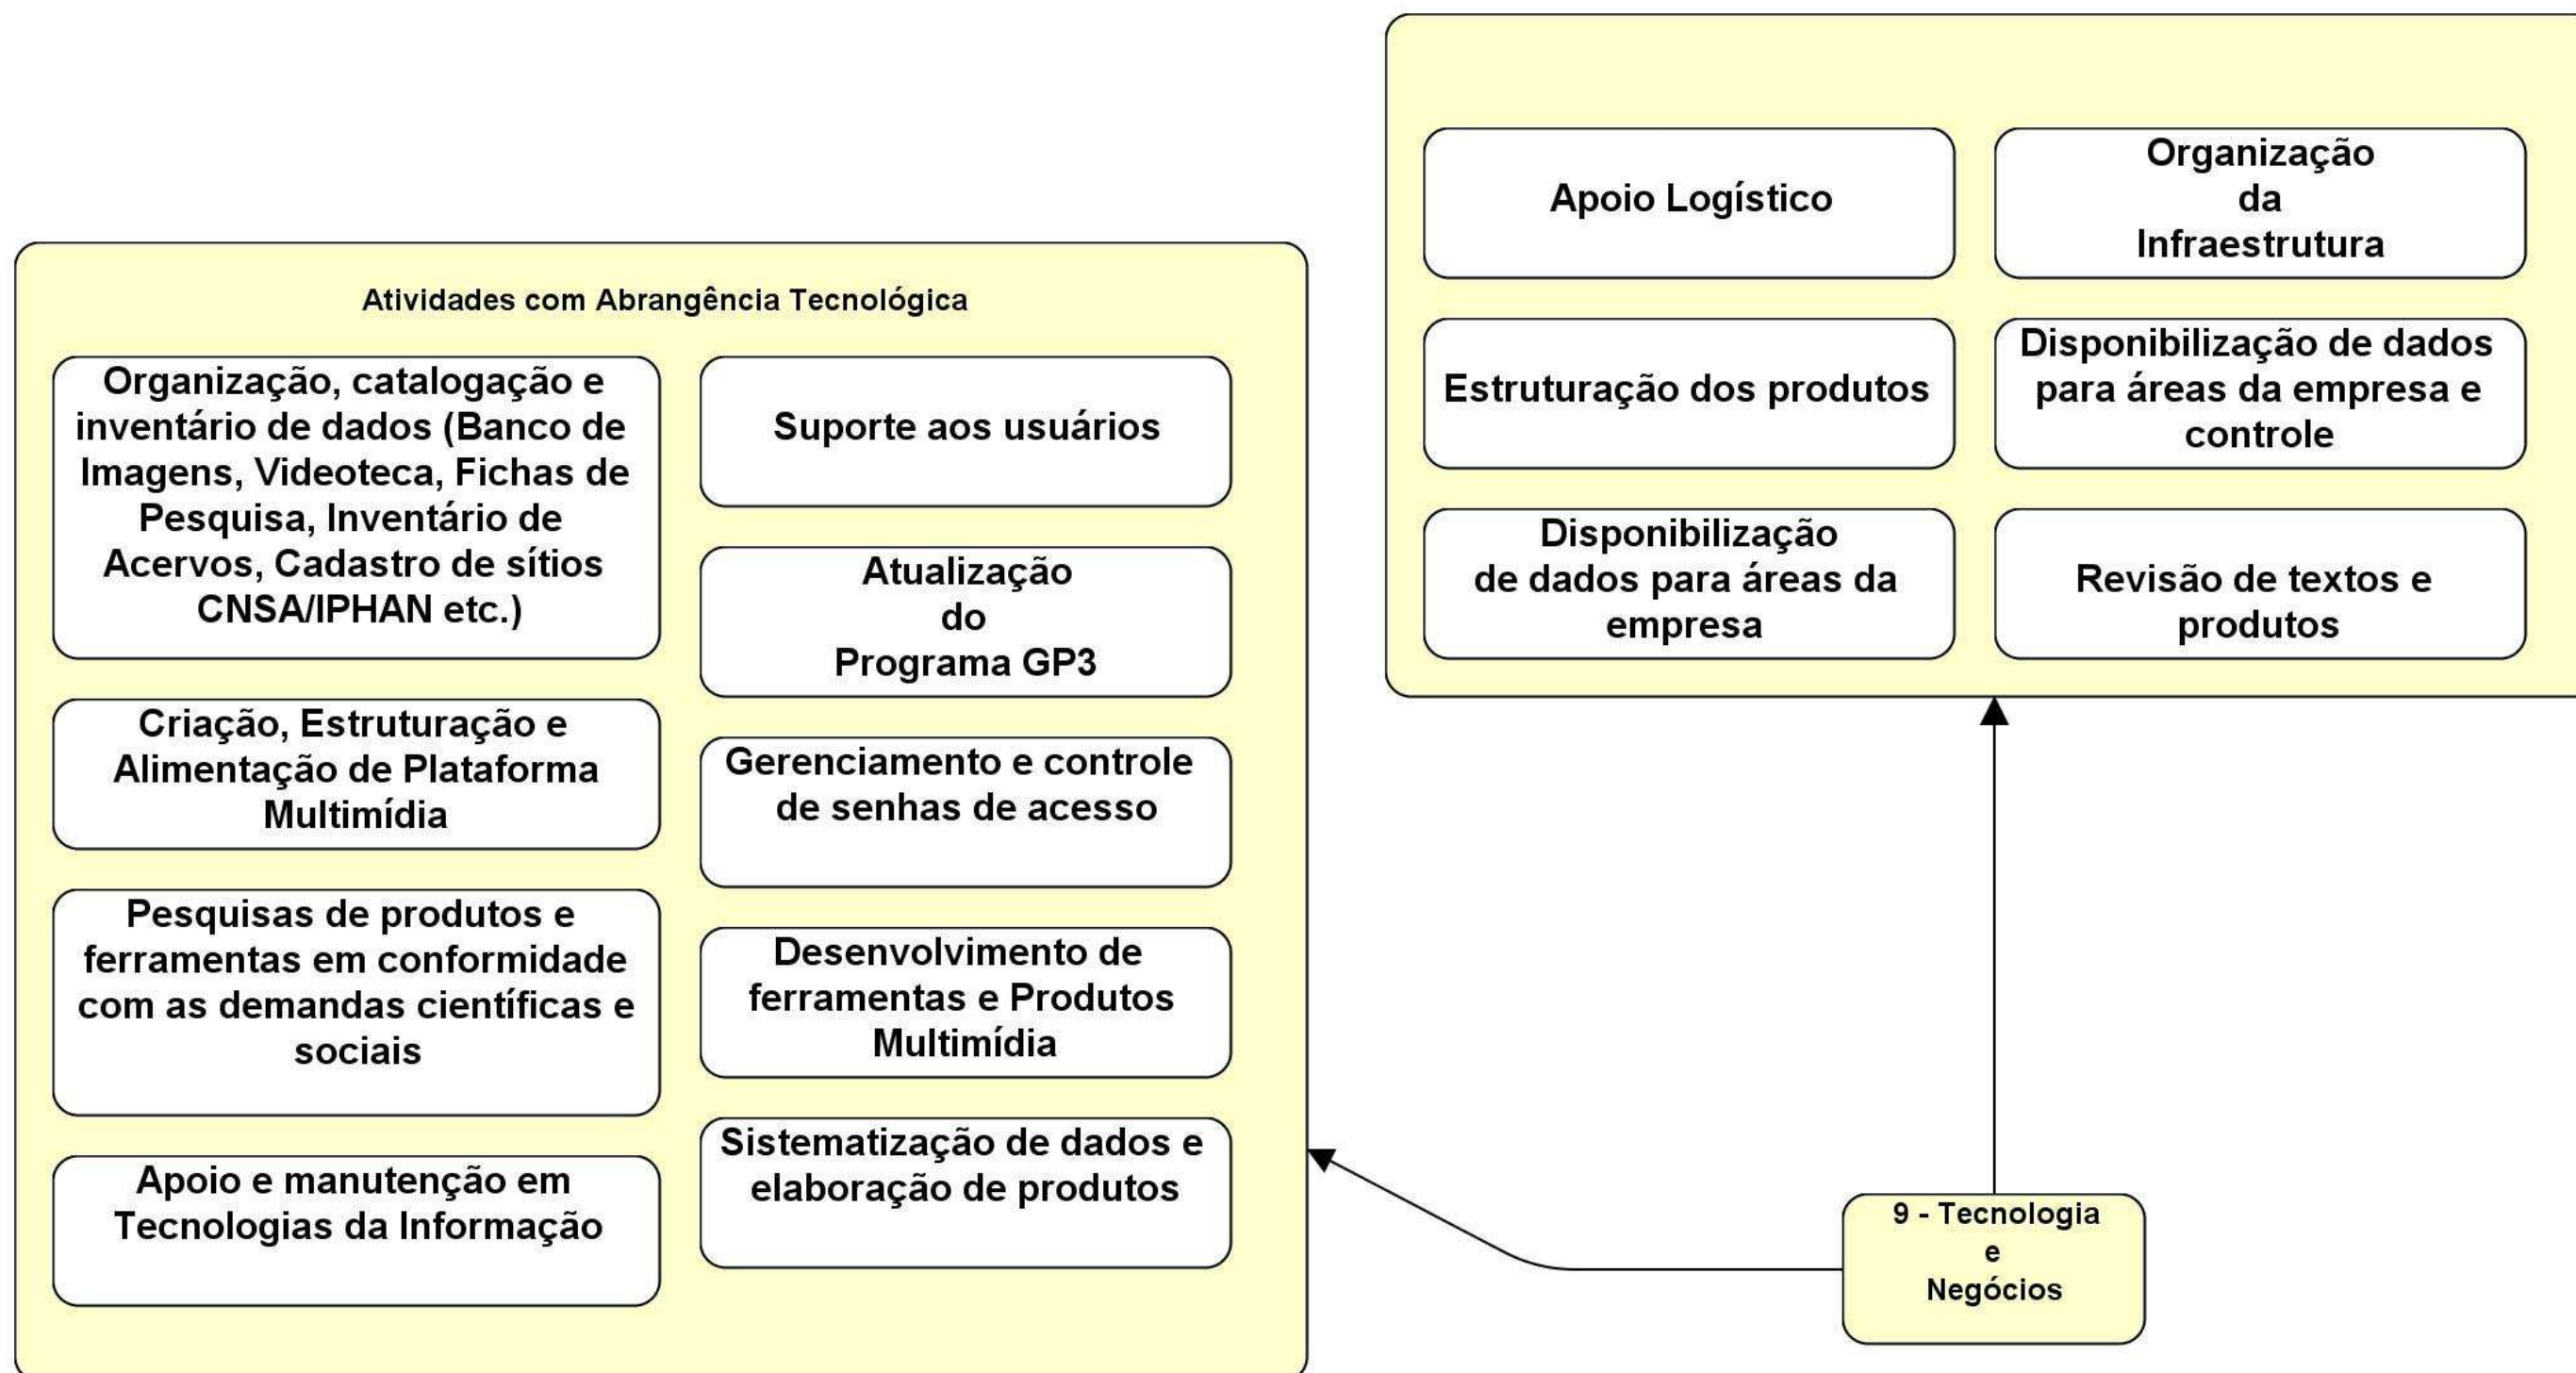 Apoio Logístico
Organização
da
Infraestrutura
Estruturação dos produtos
Disponibilização de dados
para áreas da empresa e
controle
Disponibilização
de dados para áreas da
empresa
Revisão de textos e
produtos
Atividades com Abrangência Tecnológica
Organização, catalogação e
inventário de dados (Banco de
Imagens, Videoteca, Fichas de
Pesquisa, Inventário de
Acervos, Cadastro de sítios
CNSA/IPHAN etc.)
Criação, Estruturação e
Alimentação de Plataforma
Multimídia
Pesquisas de produtos e
ferramentas em conformidade
com as demandas científicas e
sociais
Apoio e manutenção em
Tecnologias da Informação
Suporte aos usuários
Atualização
do
Programa GP3
Gerenciamento e controle
de senhas de acesso
Desenvolvimento de
ferramentas e Produtos
Multimídia
Sistematização de dados e
elaboração de produtos
9 - Tecnologia
e
Negócios